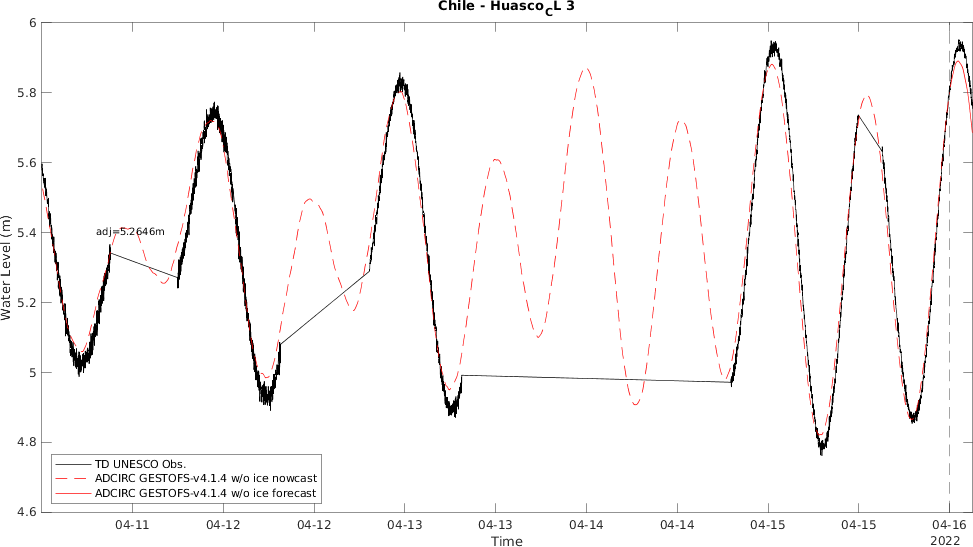 Chile - Huasco_CL 3
6
5.8
5.6
5.4
5.2
5
4.8
4.6
Water Level (m)
adj=5.2646m
TD UNESCO Obs.
ADCIRC GESTOFS-v4.1.4 w/o ice nowcast
ADCIRC GESTOFS-v4.1.4 w/o ice forecast
04-11 04-12 04-12 04-13 04-13 04-14 04-14 04-15 04-15 04-16
Time 2022